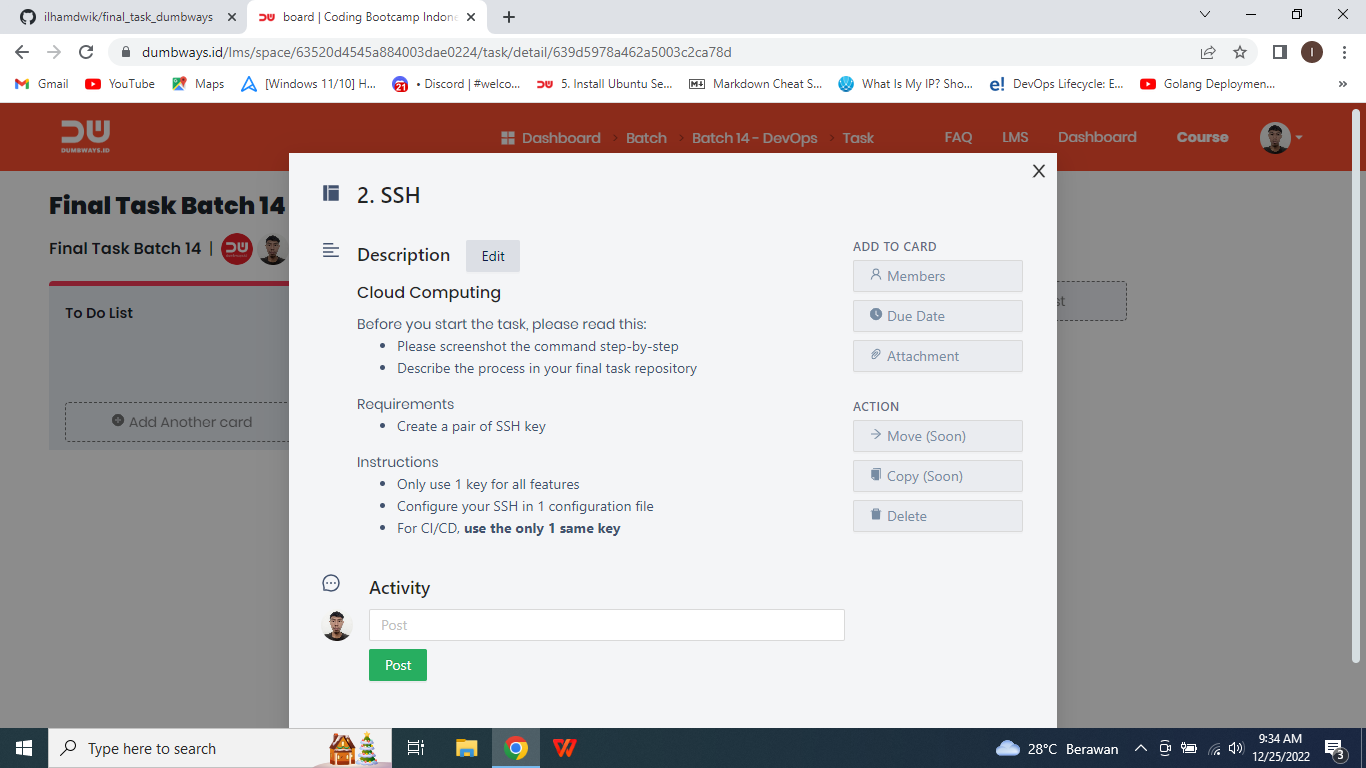 ilhamdwik/final_task_dumbways
board | Coding Bootcamp Indone
dumbways.id/lms/space/63520d4545a884003dae0224/task/detail/639d5978a462a5003c2ca78d
I
Gmail
YouTube
Maps
[Windows 11/10] H...
21
• Discord | #welco...
5. Install Ubuntu Se...
Markdown Cheat S...
What Is My IP? Sho...
DevOps Lifecycle: E...
Golang Deploymen...
DUMBWAYS.ID
Dashboard
Batch
Batch 14 - DevOps
Task
FAQ
LMS
Dashboard
Course
Final Task Batch 14
Final Task Batch 14 |
To Do List
Add Another card
2. SSH
Description
Edit
Cloud Computing
Before you start the task, please read this:
• Please screenshot the command step-by-step
• Describe the process in your final task repository
Requirements
• Create a pair of SSH key
Instructions
• Only use 1 key for all features
• Configure your SSH in 1 configuration file
• For CI/CD, use the only 1 same key
Activity
Post
Post
ADD TO CARD
Members
Due Date
Attachment
ACTION
Move (Soon)
Copy (Soon)
Delete
st
Type here to search
28°C Berawan
9:34 AM
12/25/2022
3